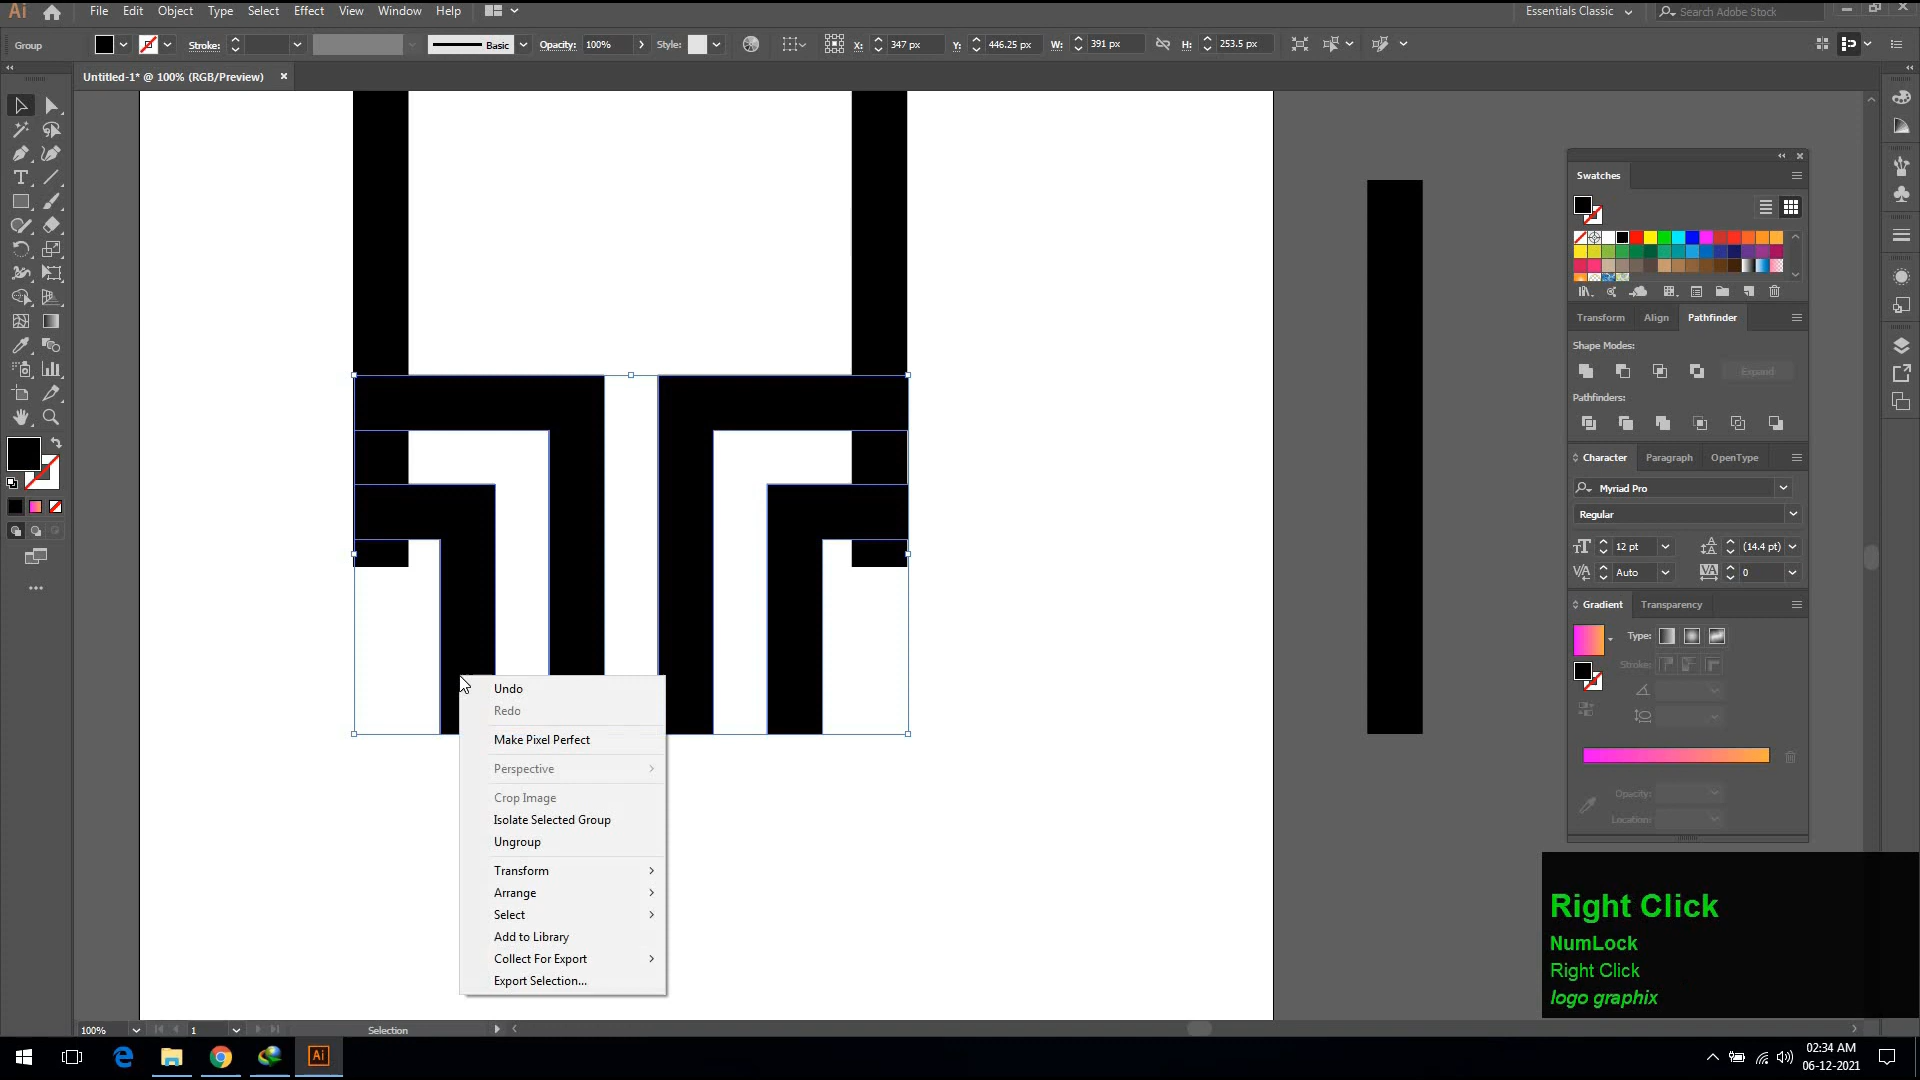 Ai File Edit Object Type Select Effect View Window Help Essentials Classic Search Adobe Stock
Group Stroke: Basic Opacity: 100% Style: X: 347 px Y: 446.25 px W: 391 px H: 253.5 px
Untitled-1* @ 100% (RGB/Preview)
Swatches
Transform Align Pathfinder
Shape Modes:
Expand
Pathfinders:
Character Paragraph OpenType
Myriad Pro
Regular
12 pt (14.4 pt)
Auto 0
Gradient Transparency
Type:
Stroke:
Opacity:
Location:
Undo
Redo
Make Pixel Perfect
Perspective
Crop Image
Isolate Selected Group
Ungroup
Transform
Arrange
Select
Add to Library
Collect For Export
Export Selection...
Right Click
NumLock
Right Click
logo graphix
100% 1 Selection
Ai
02:34 AM
06-12-2021